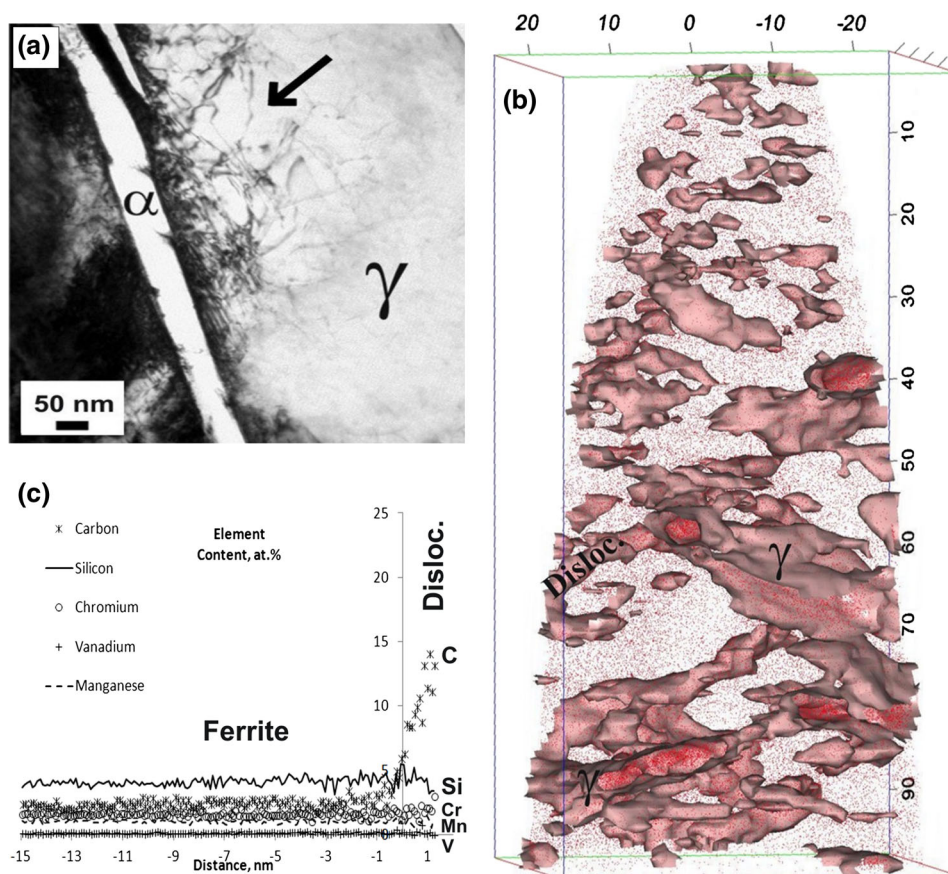 (a)
α
γ
50 nm
20 10 0 -10 -20
(b)
10
20
30
40
50
60
70
90
Disloc.
γ
γ
(c)
Carbon
Silicon
Chromium
Vanadium
Manganese
Element
Content, at.%
25
20
15
10
5
0
Disloc.
C
Ferrite
Si
Cr
Mn
V
-15 -13 -11 -9 -7 -5 -3 -1 1
Distance, nm